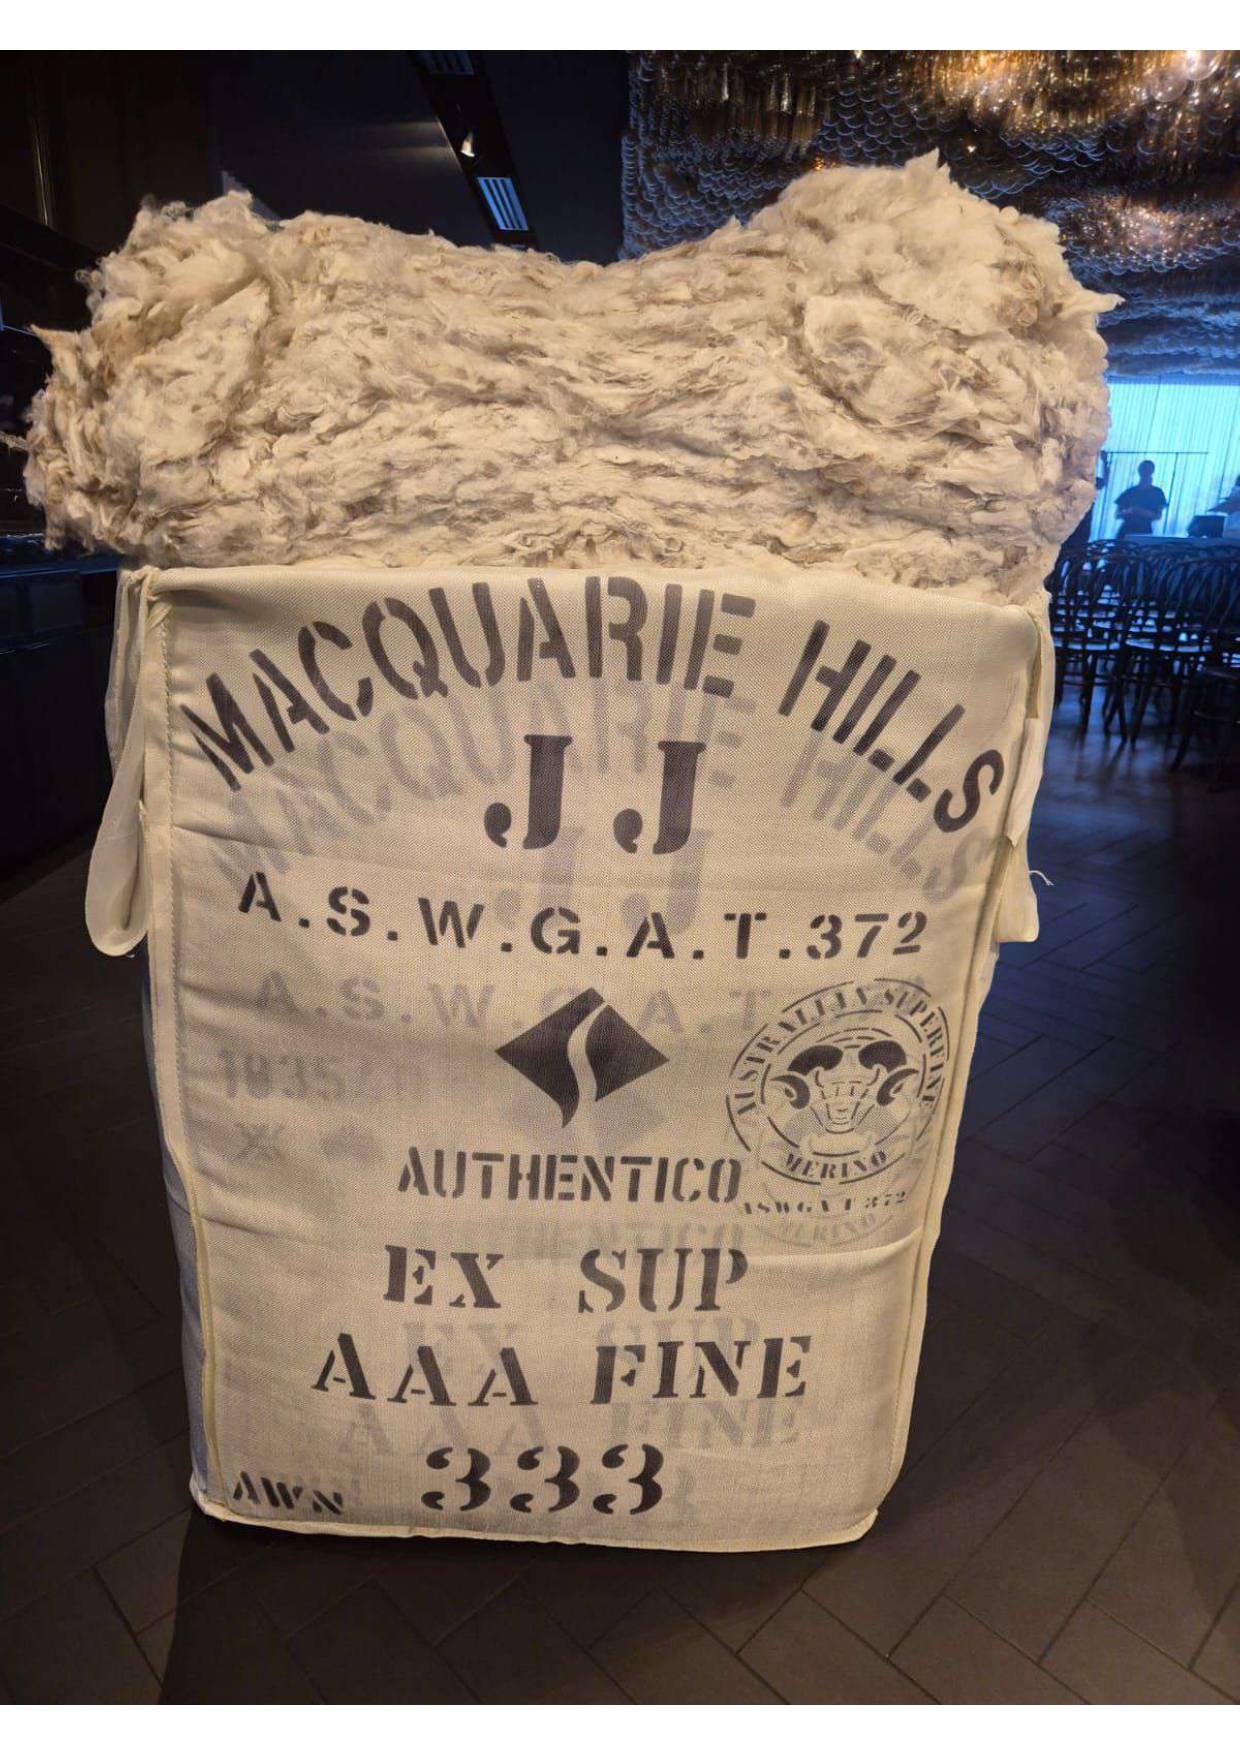 MACQUARIE HILLS
JJ
A.S.W.G.A.T.372
AUSTRALIAN SUPERFINE
MERINO
ASWGAT 372
AUTHENTICO
EX SUP
AAA FINE
AWN 333